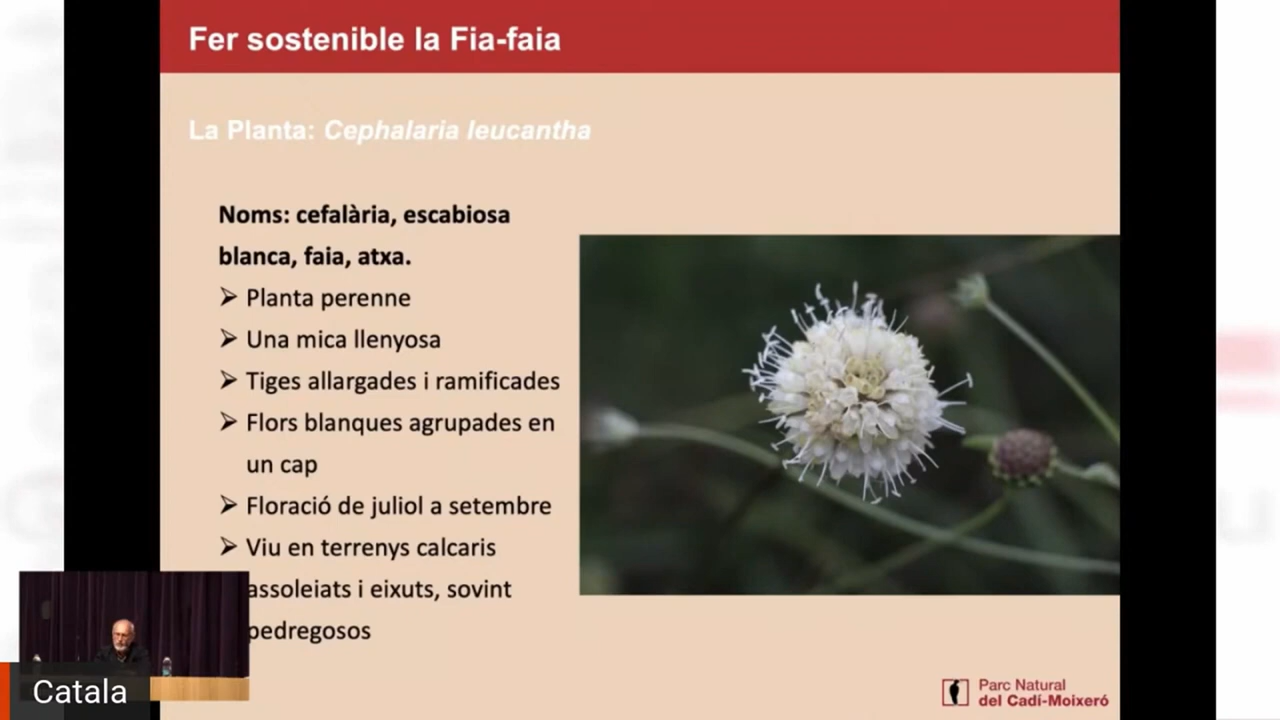 Fer sostenible la Fia-faia
La Planta: Cephalaria leucantha
Noms: cefalària, escabiosa
blanca, faia, atxa.
➢ Planta perenne
➢ Una mica llenyosa
➢ Tiges allargades i ramificades
➢ Flors blanques agrupades en
un cap
➢ Floració de juliol a setembre
➢ Viu en terrenys calcaris
assoleiats i eixuts, sovint
pedregosos
Catala
Parc Natural
del Cadí-Moixeró